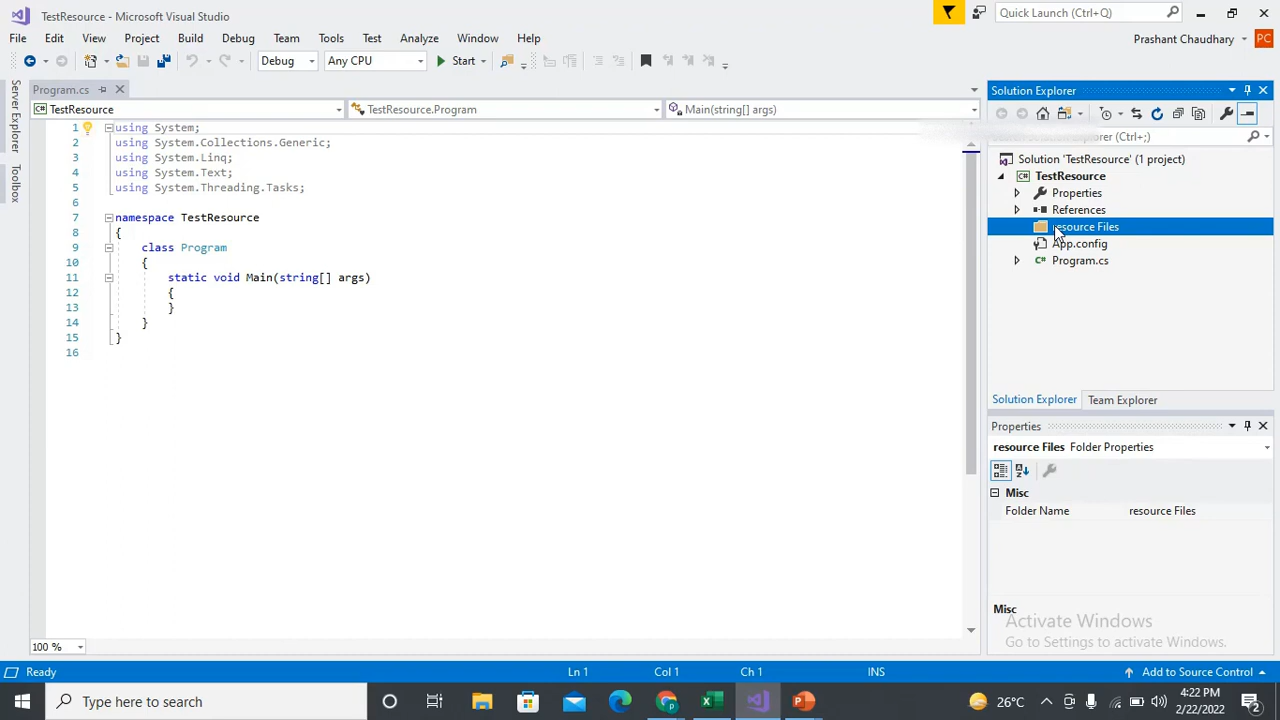 TestResource - Microsoft Visual Studio
Quick Launch (Ctrl+Q)
File Edit View Project Build Debug Team Tools Test Analyze Window Help
Prashant Chaudhary PC
Debug Any CPU Start
Server Explorer
Toolbox
Program.cs
TestResource TestResource.Program Main(string[] args)
1 using System;
2 using System.Collections.Generic;
3 using System.Linq;
4 using System.Text;
5 using System.Threading.Tasks;
6
7 namespace TestResource
8 {
9 class Program
10 {
11 static void Main(string[] args)
12 {
13 }
14 }
15 }
16
100 %
Solution Explorer
Explorer (Ctrl+;)
Solution 'TestResource' (1 project)
TestResource
Properties
References
resource Files
App.config
Program.cs
Solution Explorer Team Explorer
Properties
resource Files Folder Properties
Misc
Folder Name resource Files
Misc
Activate Windows
Go to Settings to activate Windows.
Ready Ln 1 Col 1 Ch 1 INS Add to Source Control
Type here to search
26°C
4:22 PM
2/22/2022
2